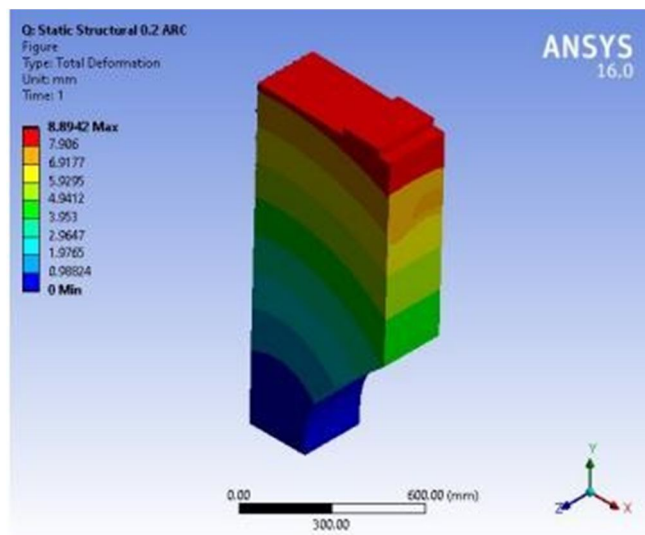 Q: Static Structural 0.2 ARC
Figure
Type: Total Deformation
Unit: mm
Time: 1
8.8942 Max
7.906
6.9177
5.9295
4.9412
3.953
2.9647
1.9765
0.98824
0 Min
ANSYS
16.0
0.00
600.00 (mm)
300.00
Y
Z
X